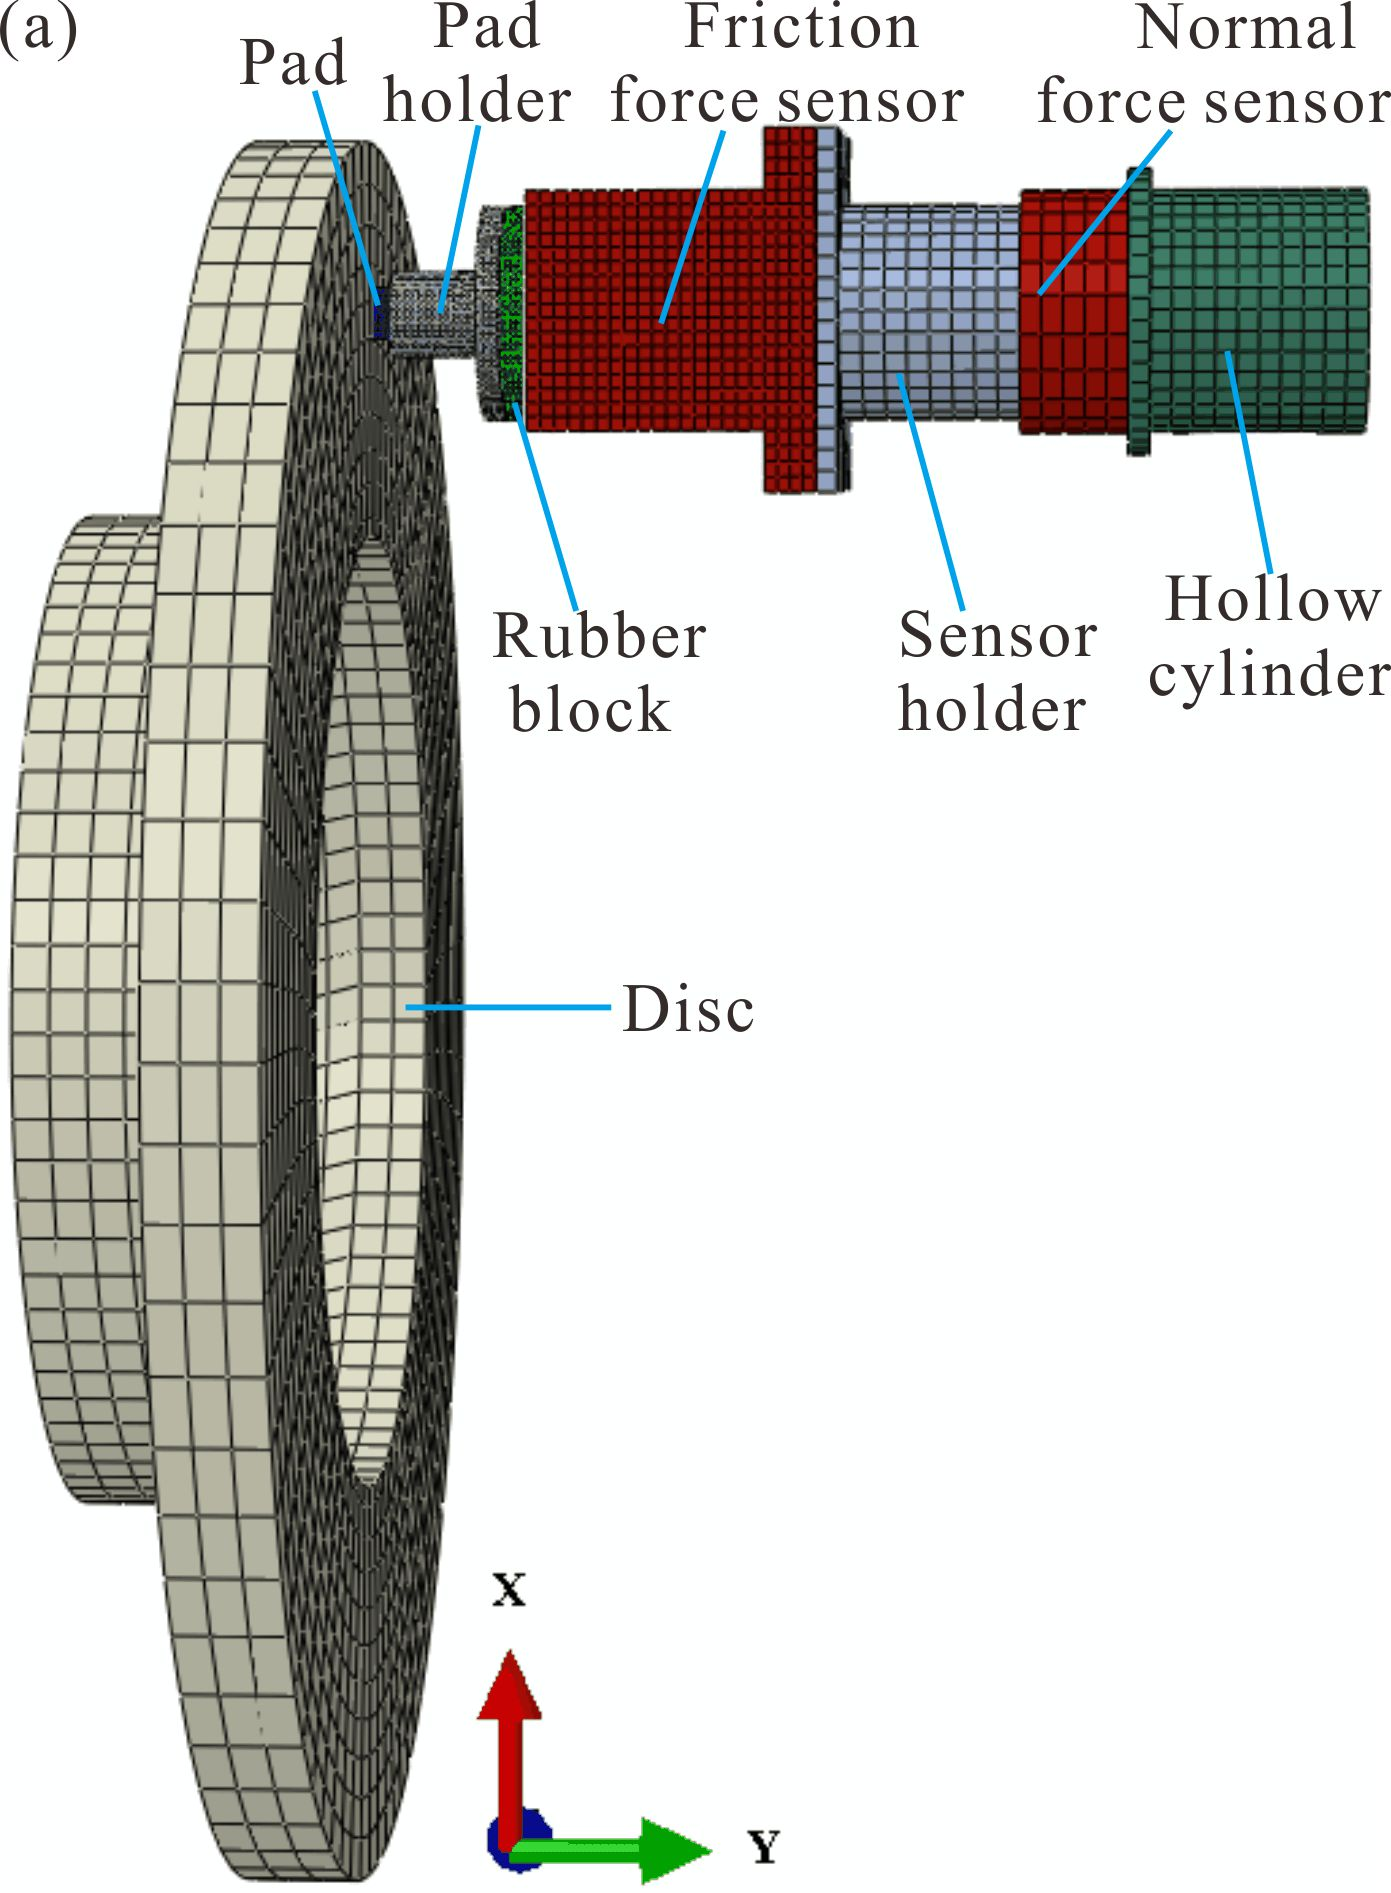 (a)
Pad
Pad
holder
Friction
force sensor
Normal
force sensor
Rubber
block
Sensor
holder
Hollow
cylinder
Disc
X
Y